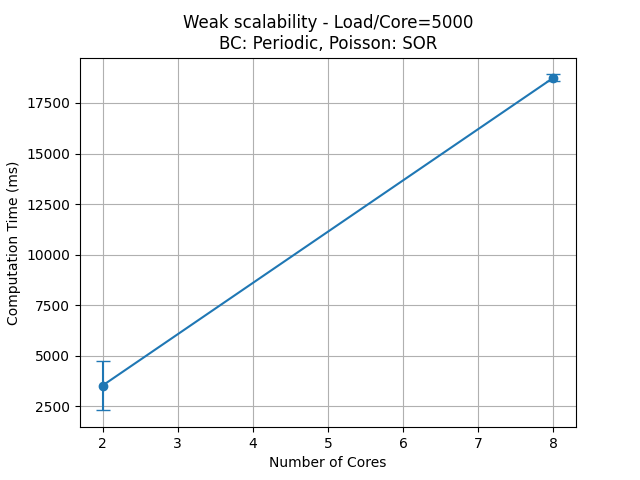 Weak scalability - Load/Core=5000
BC: Periodic, Poisson: SOR
Computation Time (ms)
17500
15000
12500
10000
7500
5000
2500
2 3 4 5 6 7 8
Number of Cores